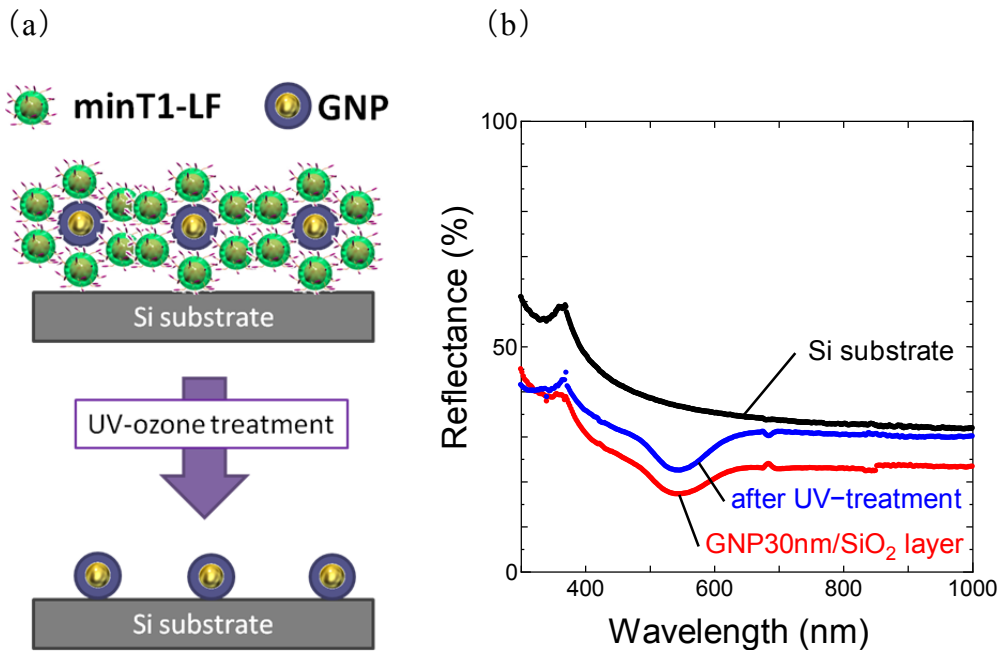 (a)
minT1-LF
GNP
Si substrate
UV-ozone treatment
Si substrate
(b)
Reflectance (%)
100
50
0
Si substrate
after UV−treatment
GNP30nm/SiO₂ layer
400
600
800
1000
Wavelength (nm)